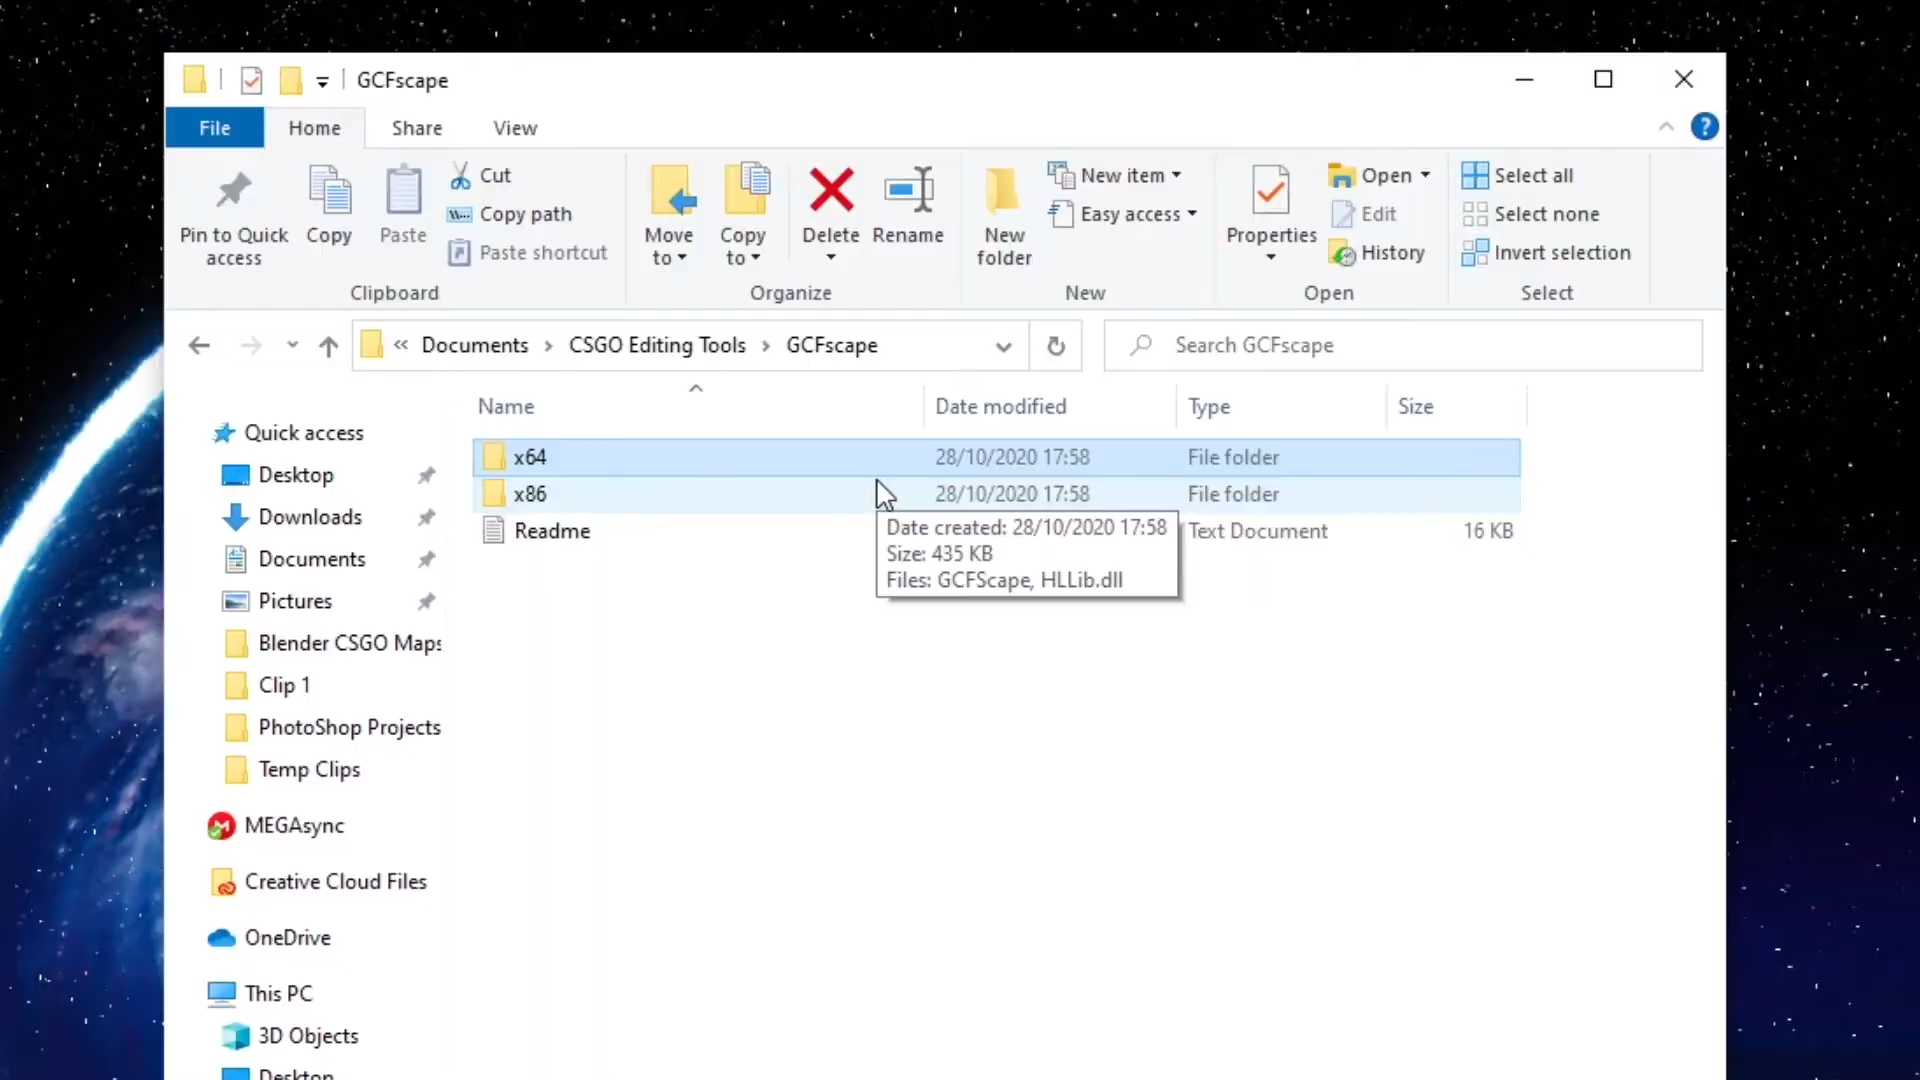 GCFscape
File Home Share View ?
Pin to Quick access
Copy
Paste
Cut
W... Copy path
Paste shortcut
Clipboard
Move to
Copy to
Delete
Rename
Organize
New folder
New item
Easy access
New
Properties
Open
Edit
History
Open
Select all
Select none
Invert selection
Select
« Documents › CSGO Editing Tools › GCFscape
Search GCFscape
Name Date modified Type Size
x64 28/10/2020 17:58 File folder
x86 28/10/2020 17:58 File folder
Readme Text Document 16 KB
Date created: 28/10/2020 17:58
Size: 435 KB
Files: GCFScape, HLLib.dll
Quick access
Desktop
Downloads
Documents
Pictures
Blender CSGO Maps
Clip 1
PhotoShop Projects
Temp Clips
MEGAsync
Creative Cloud Files
OneDrive
This PC
3D Objects
Desktop